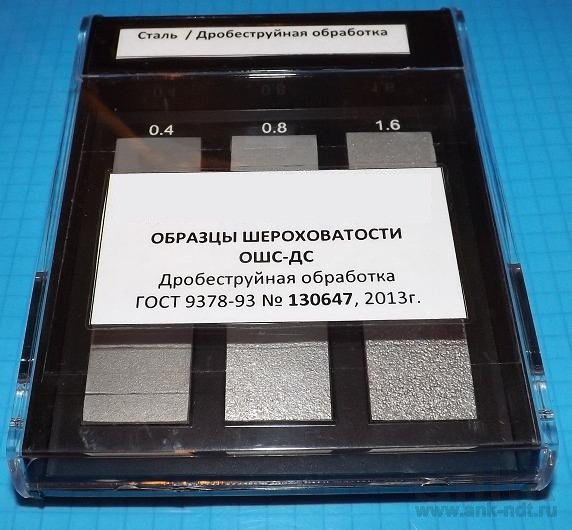 Сталь / Дробеструйная обработка
0.4 0.8 1.6
ОБРАЗЦЫ ШЕРОХОВАТОСТИ
ОШС-ДС
Дробеструйная обработка
ГОСТ 9378-93 № 130647, 2013г.
www.ank-ndt.ru